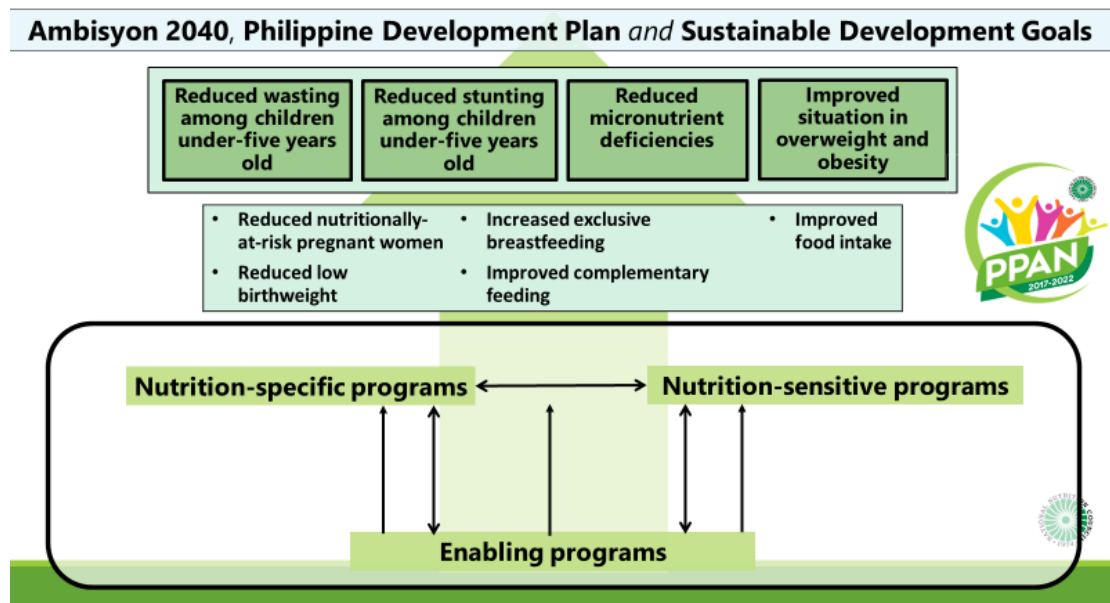 Ambisyon 2040, Philippine Development Plan and Sustainable Development Goals
Reduced wasting
among children
under-five years
old
Reduced stunting
among children
under-five years
old
Reduced
micronutrient
deficiencies
Improved
situation in
overweight and
obesity
• Reduced nutritionally-
at-risk pregnant women
• Reduced low
birthweight
• Increased exclusive
breastfeeding
• Improved complementary
feeding
• Improved
food intake
PPAN
2017-2022
Nutrition-specific programs
Nutrition-sensitive programs
Enabling programs
NATIONAL NUTRITION COUNCIL